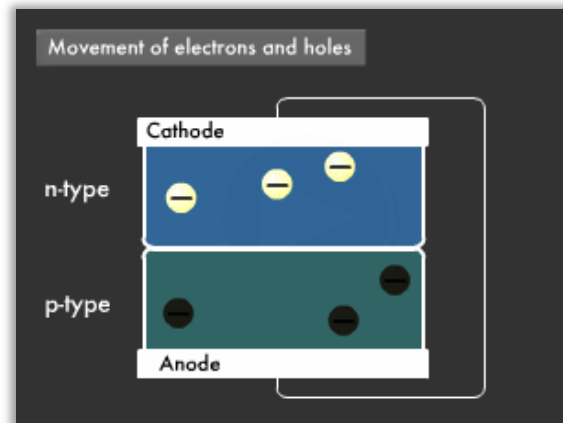 Movement of electrons and holes
Cathode
n-type
p-type
Anode